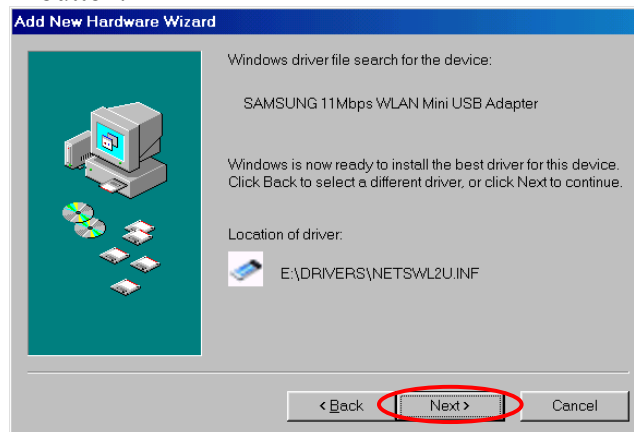 Add New Hardware Wizard
Windows driver file search for the device:
SAMSUNG 11Mbps WLAN Mini USB Adapter
Windows is now ready to install the best driver for this device.
Click Back to select a different driver, or click Next to continue.
Location of driver:
E:\DRIVERS\NETSWL2U.INF
< Back
Next >
Cancel